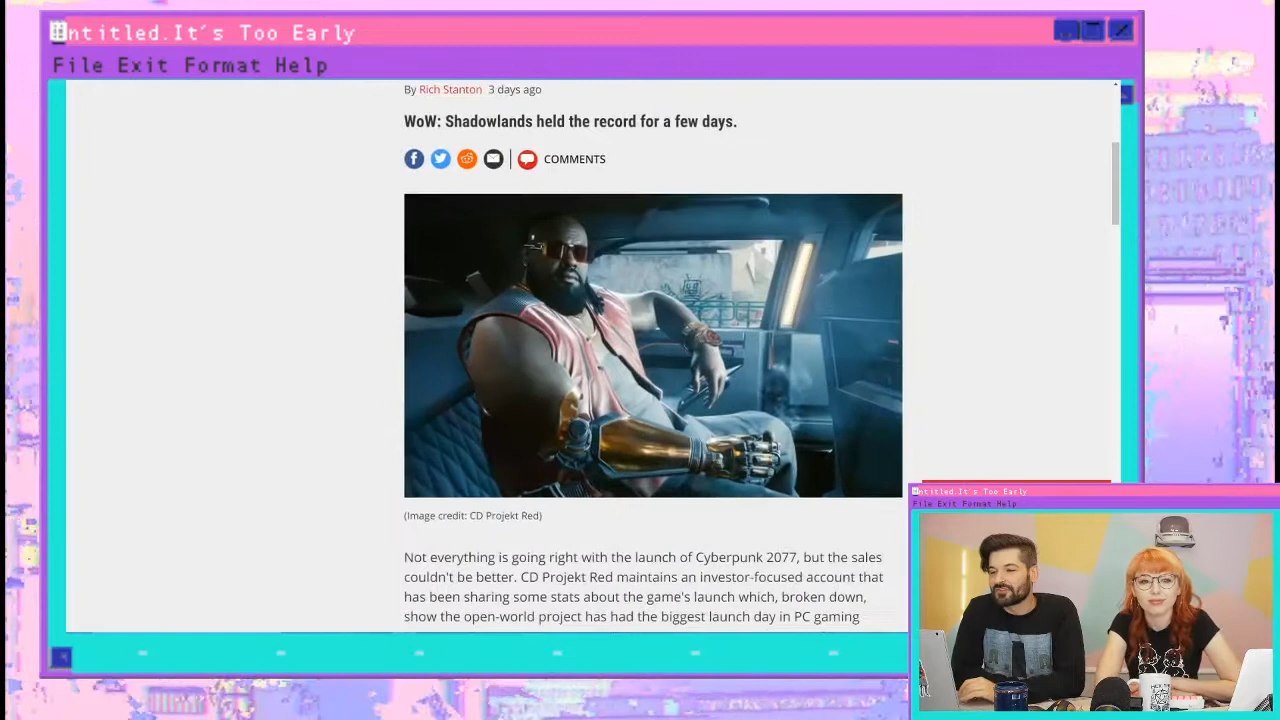 Untitled.It's Too Early
File Exit Format Help
By Rich Stanton 3 days ago
WoW: Shadowlands held the record for a few days.
COMMENTS
(Image credit: CD Projekt Red)
Not everything is going right with the launch of Cyberpunk 2077, but the sales
couldn't be better. CD Projekt Red maintains an investor-focused account that
has been sharing some stats about the game's launch which, broken down,
show the open-world project has had the biggest launch day in PC gaming
Untitled.It's Too Early
File Exit Format Help